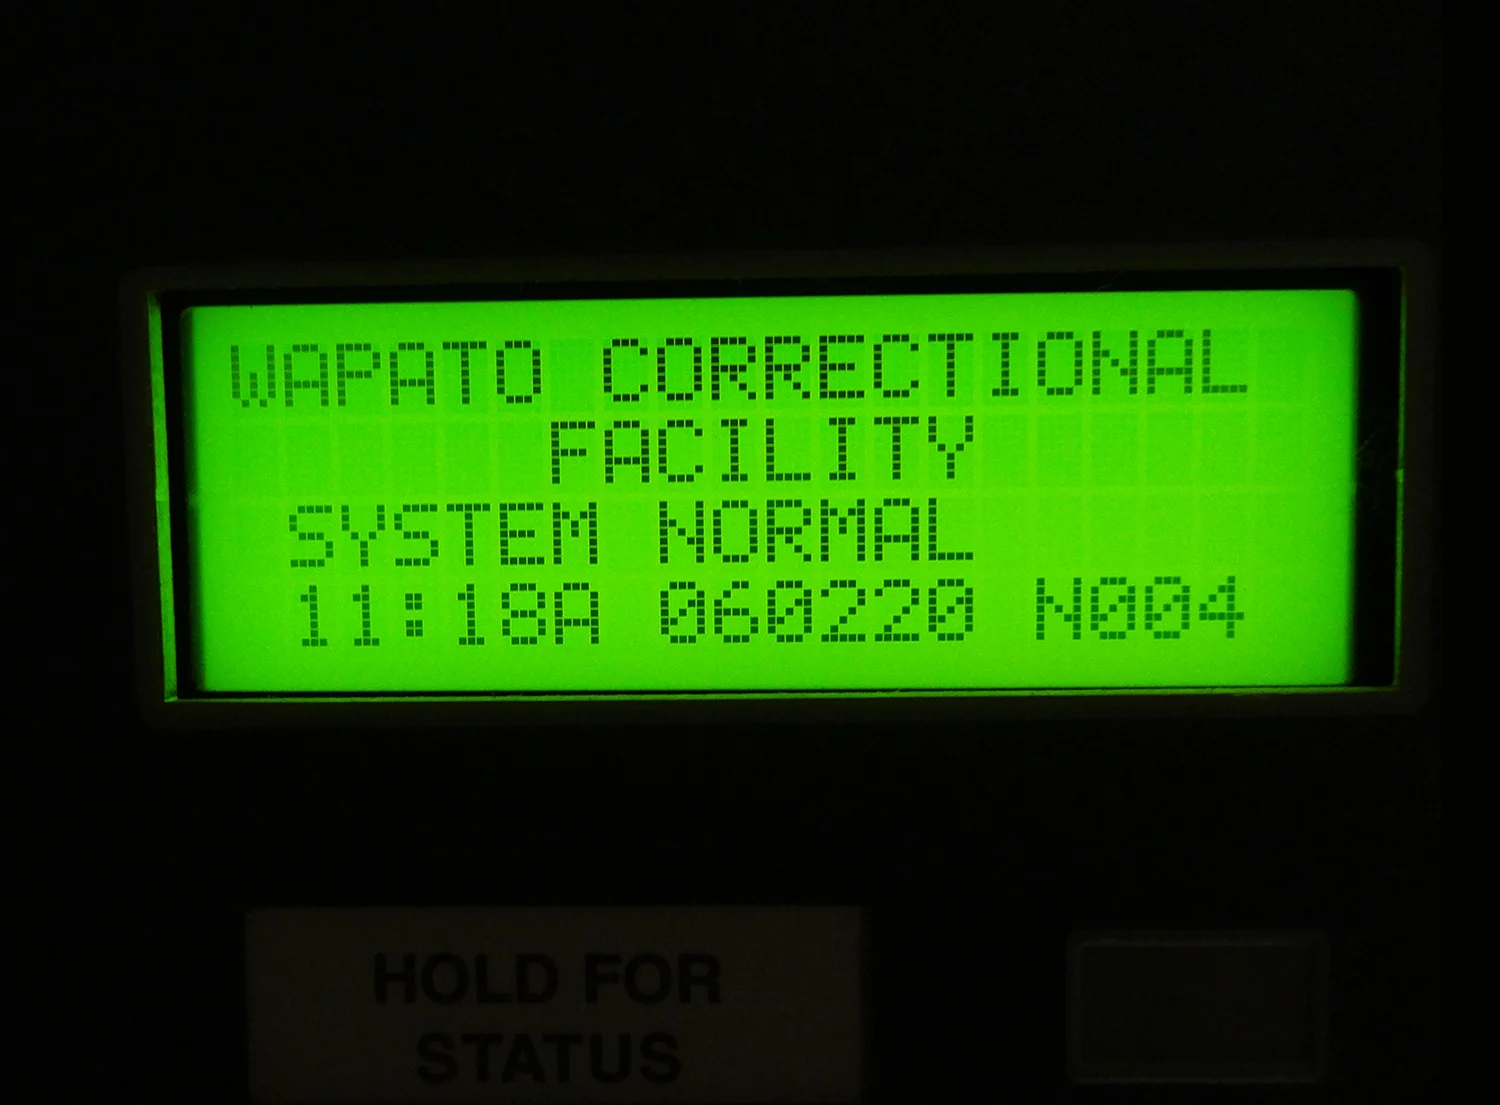 WAPATO CORRECTIONAL
FACILITY
SYSTEM NORMAL
11:18A 060220 N004
HOLD FOR
STATUS